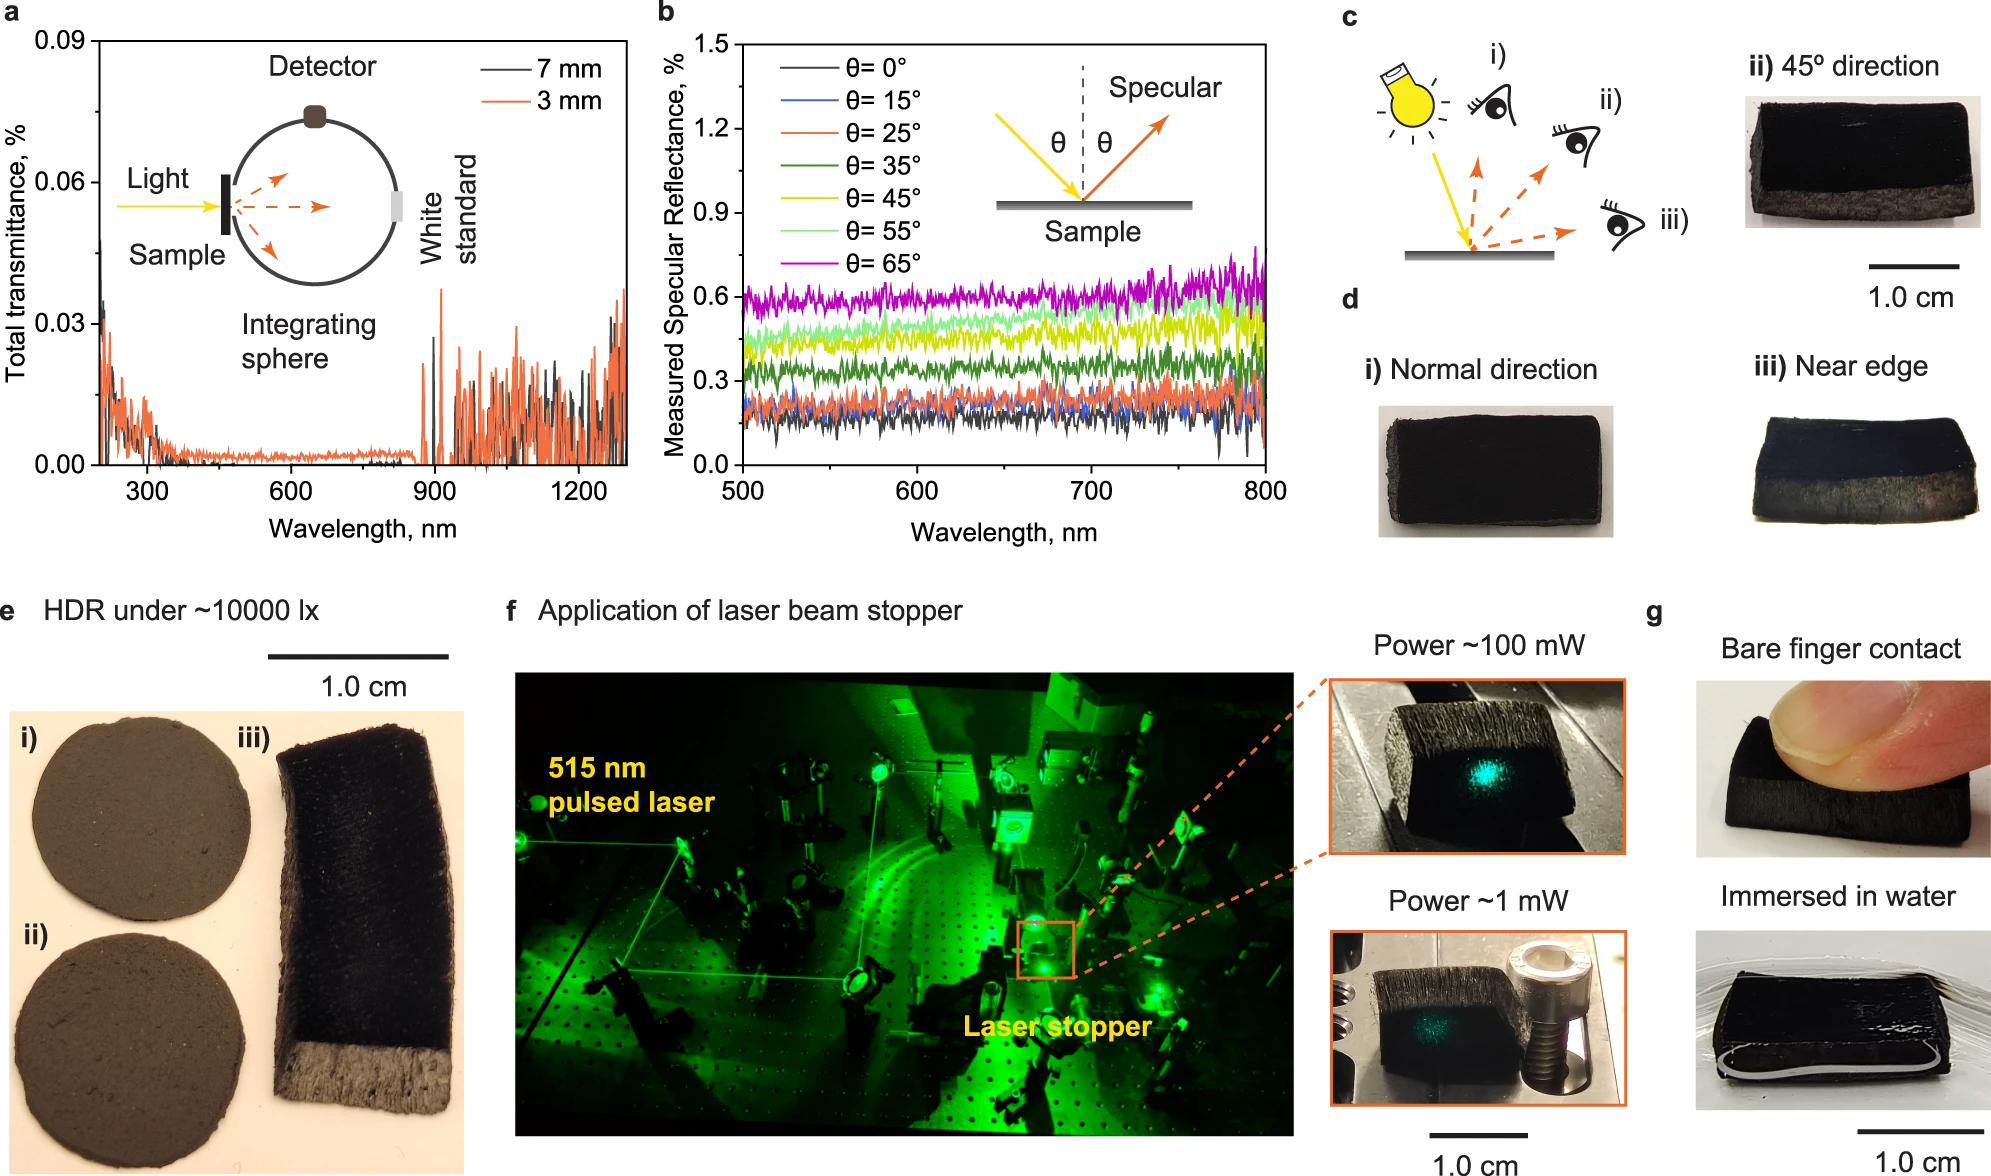 a
0.09
0.06
0.03
0.00
Total transmittance, %
300
600
900
1200
Wavelength, nm
Detector
7 mm
3 mm
Light
Sample
White
standard
Integrating
sphere
b
1.5
1.2
0.9
0.6
0.3
0.0
Measured Specular Reflectance, %
500
600
700
800
Wavelength, nm
θ= 0°
θ= 15°
θ= 25°
θ= 35°
θ= 45°
θ= 55°
θ= 65°
Specular
θ θ
Sample
c
i)
ii)
iii)
d
i) Normal direction
ii) 45º direction
1.0 cm
iii) Near edge
e HDR under ~10000 lx
1.0 cm
i)
ii)
iii)
f Application of laser beam stopper
515 nm
pulsed laser
Laser stopper
Power ~100 mW
Power ~1 mW
1.0 cm
g
Bare finger contact
Immersed in water
1.0 cm